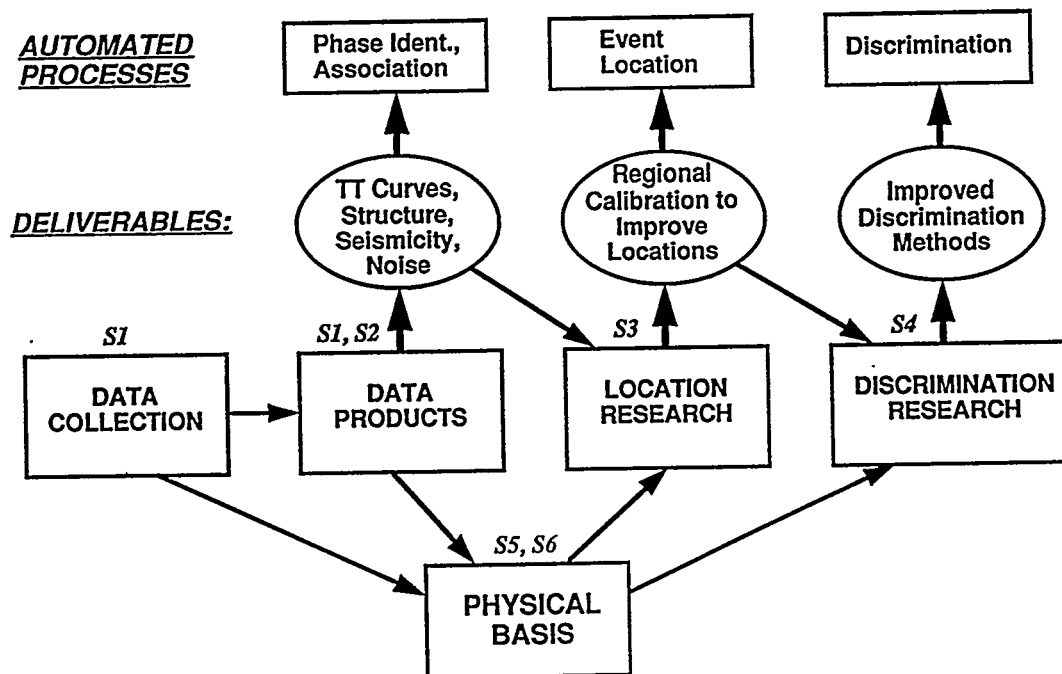 AUTOMATED
PROCESSES
Phase Ident.,
Association
Event
Location
Discrimination
DELIVERABLES:
TT Curves,
Structure,
Seismicity,
Noise
Regional
Calibration to
Improve
Locations
Improved
Discrimination
Methods
S1
S1, S2
S3
S4
DATA
COLLECTION
DATA
PRODUCTS
LOCATION
RESEARCH
DISCRIMINATION
RESEARCH
S5, S6
PHYSICAL
BASIS